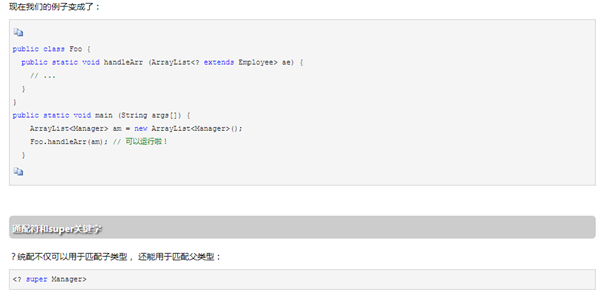 现在我们的例子变成了：
public class Foo {
public static void handleArr (ArrayList<? extends Employee> ae) {
// ...
}
}
public static void main (String args[]) {
ArrayList<Manager> am = new ArrayList<Manager>();
Foo.handleArr(am); // 可以运行啦！
}
通配符和super关键字
？统配不仅可以用于匹配子类型， 还能用于匹配父类型：
<? super Manager>